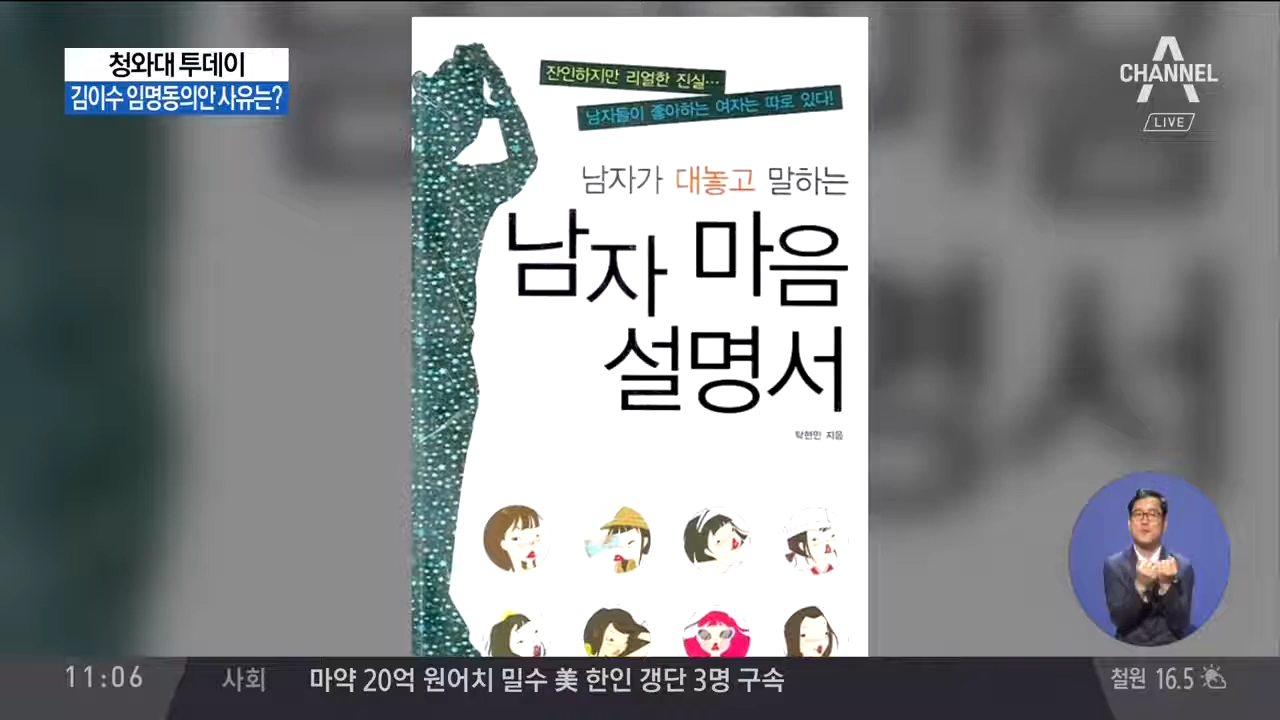 청와대 투데이
김이수 임명동의안 사유는?
CHANNEL A
LIVE
잔인하지만 리얼한 진실…
남자들이 좋아하는 여자는 따로 있다!
남자가 대놓고 말하는
남자 마음
설명서
탁현민 지음
11:06 사회 마약 20억 원어치 밀수 美 한인 갱단 3명 구속 철원 16.5